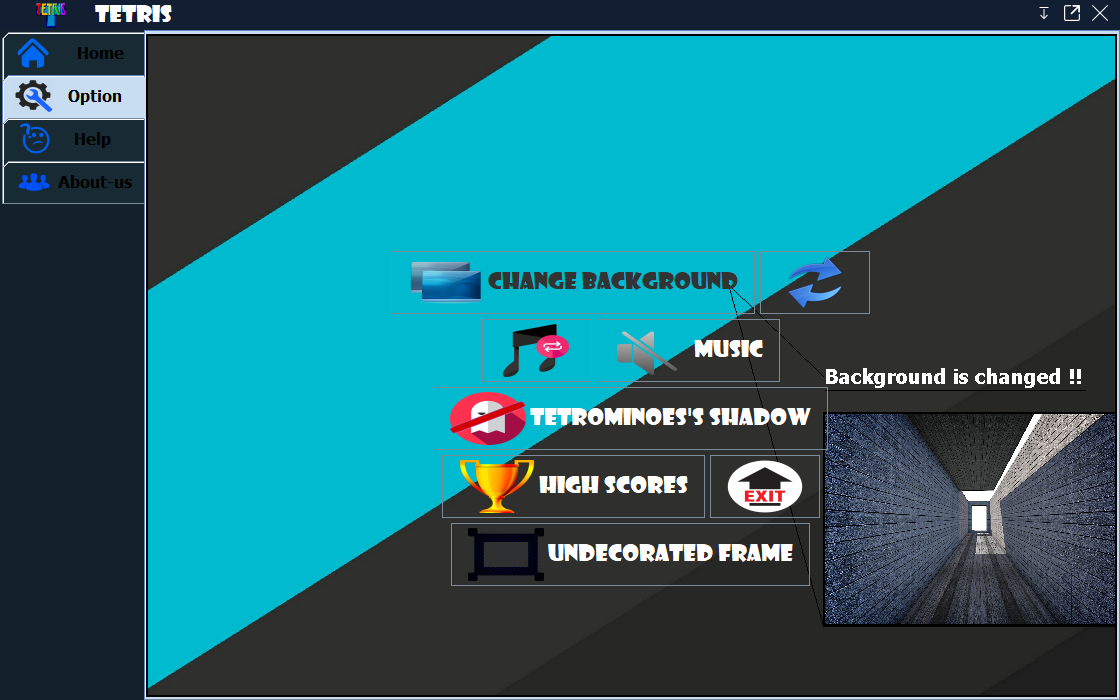 TETRIS
TETRIS
Home
Option
Help
About-us
CHANGE BACKGROUND
MUSIC
Background is changed !!
TETROMINOES'S SHADOW
HIGH SCORES
EXIT
UNDECORATED FRAME